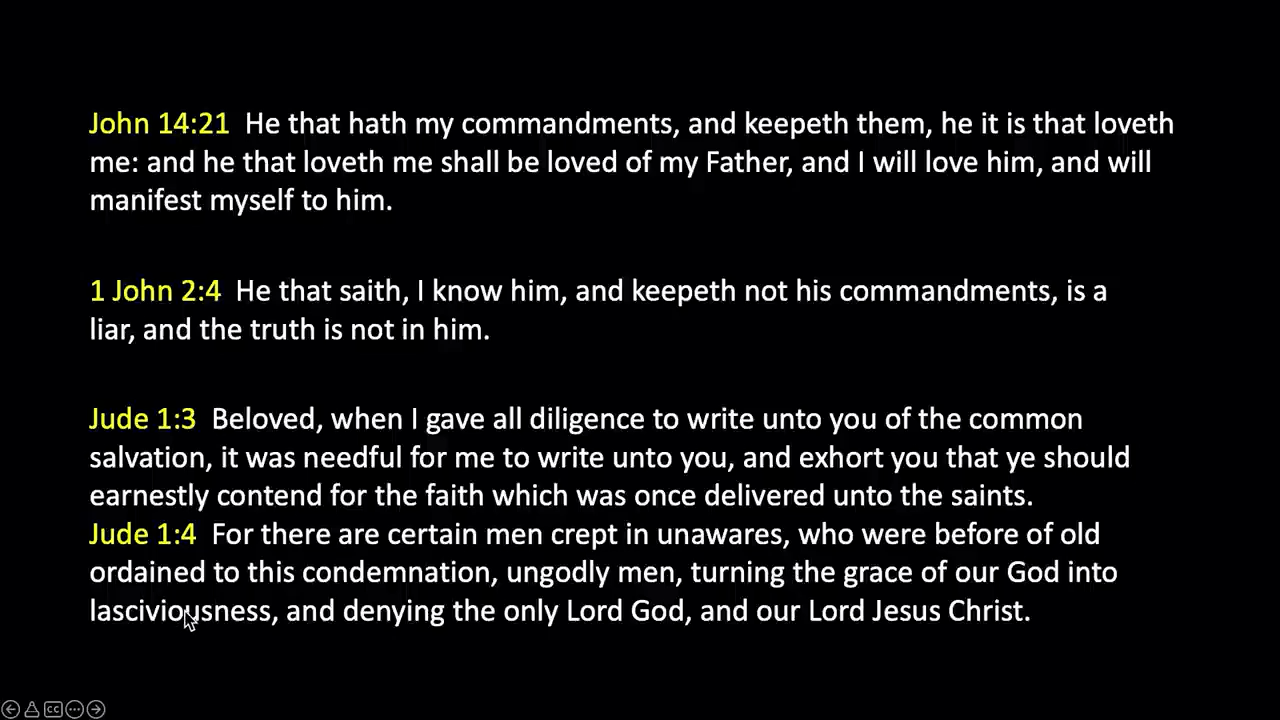 John 14:21  He that hath my commandments, and keepeth them, he it is that loveth
me: and he that loveth me shall be loved of my Father, and I will love him, and will
manifest myself to him.
1 John 2:4  He that saith, I know him, and keepeth not his commandments, is a
liar, and the truth is not in him.
Jude 1:3  Beloved, when I gave all diligence to write unto you of the common
salvation, it was needful for me to write unto you, and exhort you that ye should
earnestly contend for the faith which was once delivered unto the saints.
Jude 1:4  For there are certain men crept in unawares, who were before of old
ordained to this condemnation, ungodly men, turning the grace of our God into
lasciviousness, and denying the only Lord God, and our Lord Jesus Christ.
CC